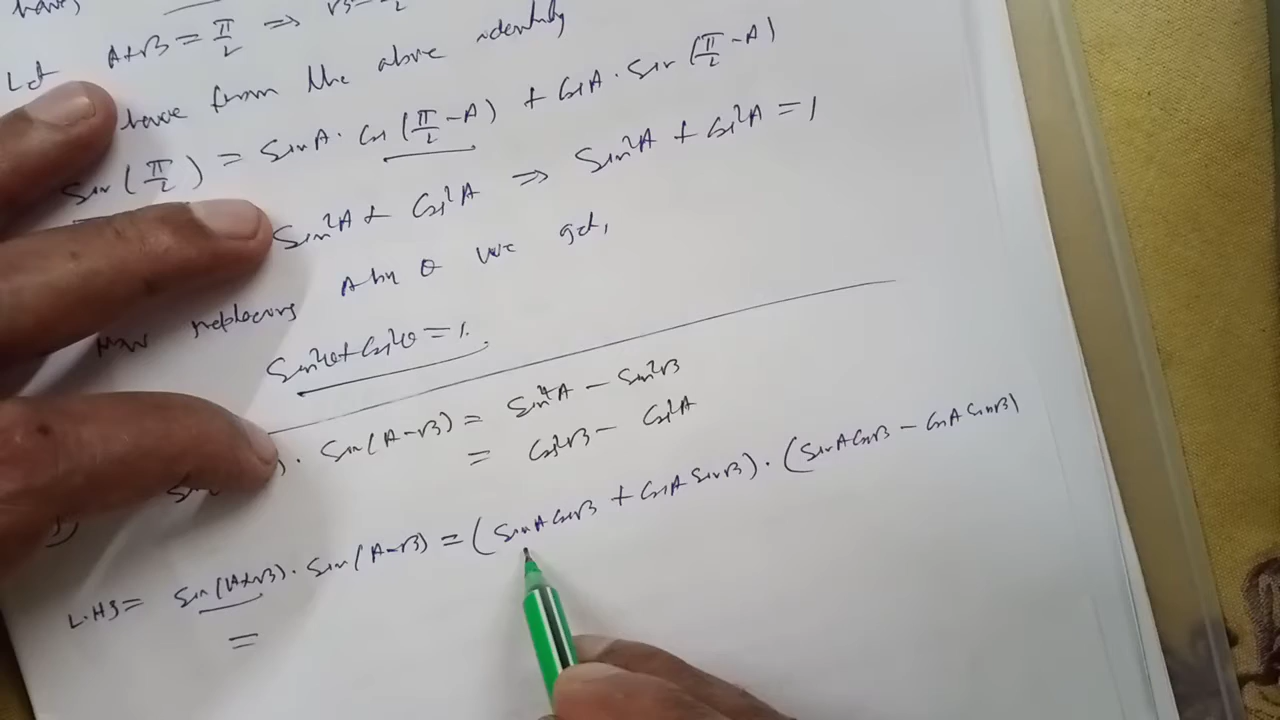 have,
Let A+B = π/2 ⇒ B =
have from the above identity
Sin(π/2) = SinA · Cos(π/2 - A) + CosA · Sin(π/2 - A)
Sin²A + Cos²A ⇒ Sin²A + Cos²A = 1
Now replacing A by θ we get,
Sin²θ + Cos²θ = 1.
· Sin(A-B) = Sin²A - Sin²B
= Cos²B - Cos²A
L.HS = Sin(A+B) · Sin(A-B) = (SinA CosB + CosA SinB) · (SinA CosB - CosA SinB)
=